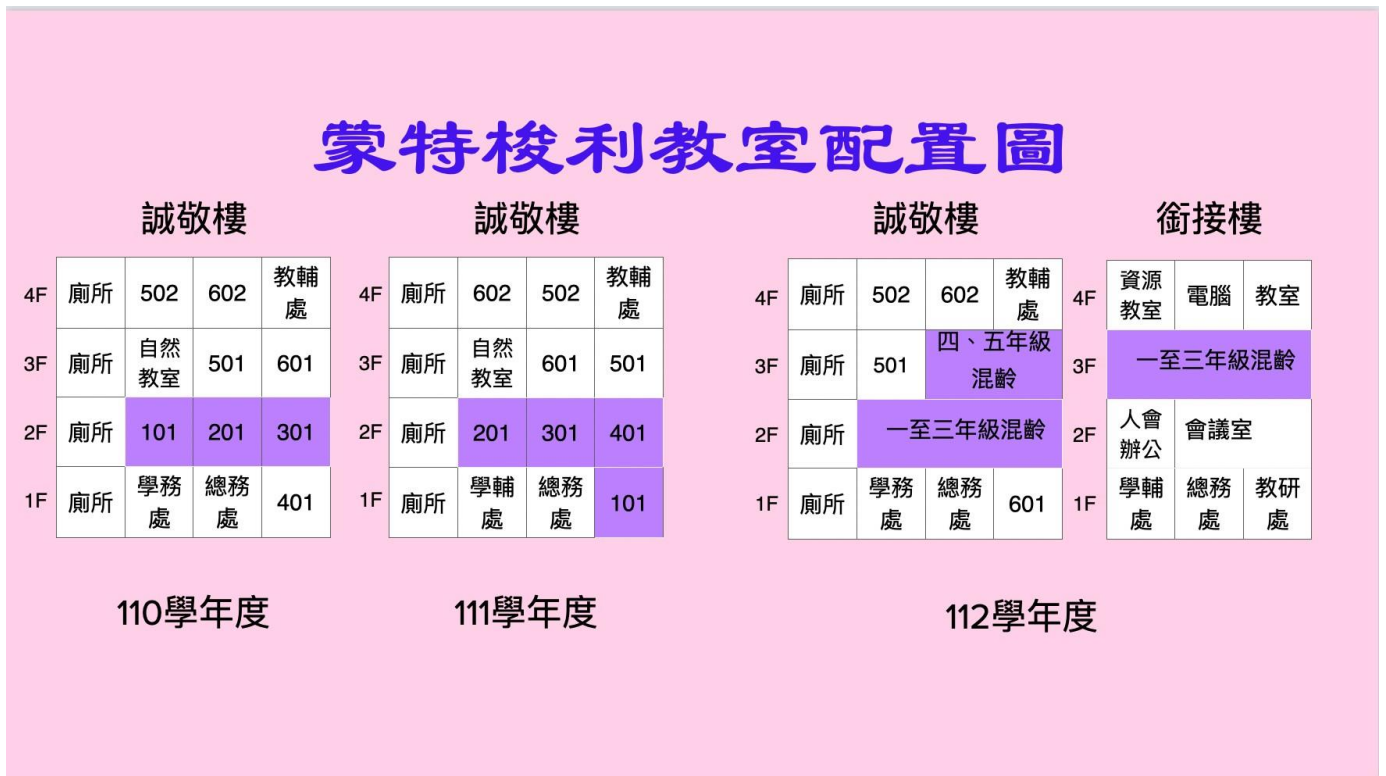 蒙特梭利教室配置圖
誠敬樓
4F 廁所 502 602 教輔
處
3F 廁所 自然
教室 501 601
2F 廁所 101 201 301
1F 廁所 學務
處 總務
處 401
110學年度
誠敬樓
4F 廁所 602 502 教輔
處
3F 廁所 自然
教室 601 501
2F 廁所 201 301 401
1F 廁所 學輔
處 總務
處 101
111學年度
誠敬樓
4F 廁所 502 602 教輔
處
3F 廁所 501 四、五年級
混齡
2F 廁所 一至三年級混齡
1F 廁所 學務
處 總務
處 601
銜接樓
4F 資源
教室 電腦 教室
3F 一至三年級混齡
2F 人會
辦公 會議室
1F 學輔
處 總務
處 教研
處
112學年度